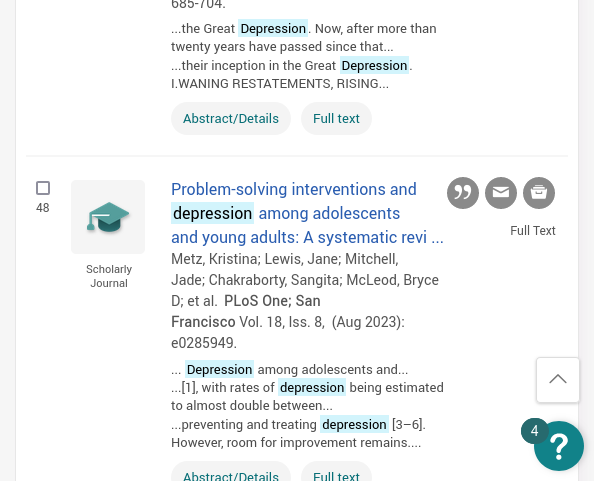 685-704.
...the Great Depression. Now, after more than
twenty years have passed since that...
...their inception in the Great Depression.
I.WANING RESTATEMENTS, RISING...
Abstract/Details Full text
48
Scholarly
Journal
Problem-solving interventions and
depression among adolescents
and young adults: A systematic revi ...
Full Text
Metz, Kristina; Lewis, Jane; Mitchell,
Jade; Chakraborty, Sangita; McLeod, Bryce
D; et al. PLoS One; San
Francisco Vol. 18, Iss. 8, (Aug 2023):
e0285949.
... Depression among adolescents and...
...[1], with rates of depression being estimated
to almost double between...
...preventing and treating depression [3–6].
However, room for improvement remains....
Abstract/Details Full text
4
?